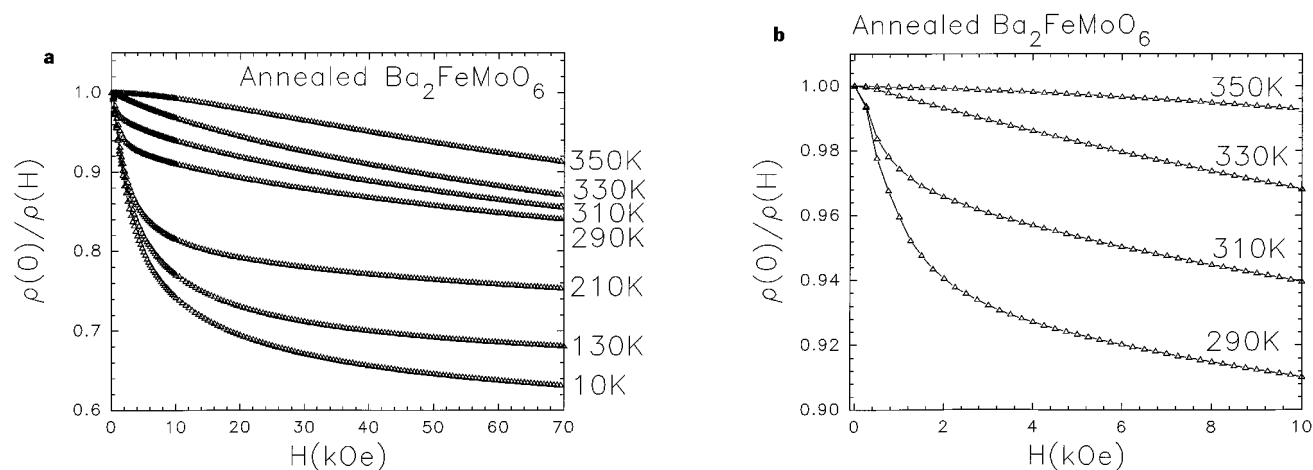 a
Annealed Ba₂FeMoO₆
1.0
0.9
0.8
0.7
0.6
ρ(0)/ρ(H)
350K
330K
310K
290K
210K
130K
10K
0 10 20 30 40 50 60 70
H(kOe)
b
Annealed Ba₂FeMoO₆
1.00
0.98
0.96
0.94
0.92
0.90
ρ(0)/ρ(H)
350K
330K
310K
290K
0 2 4 6 8 10
H(kOe)